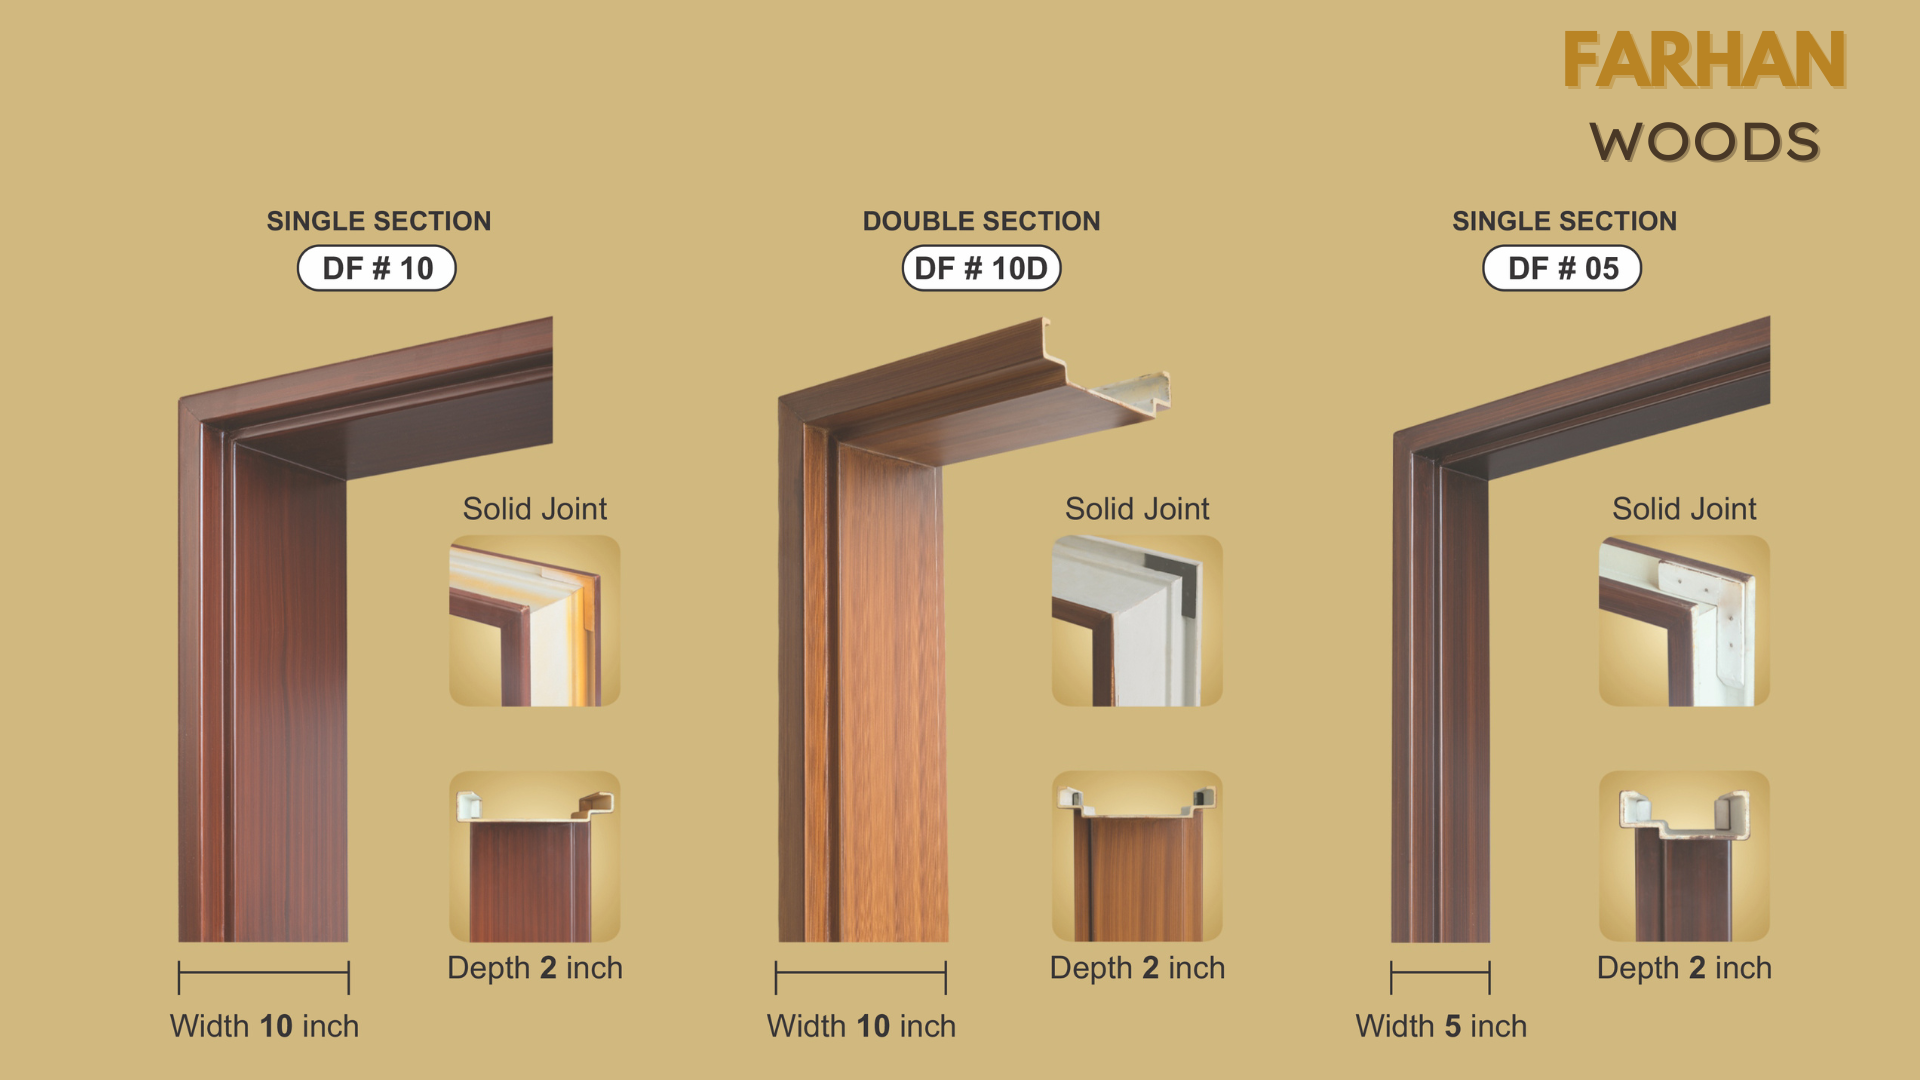 FARHAN
WOODS
SINGLE SECTION
DF # 10
Solid Joint
Depth 2 inch
Width 10 inch
DOUBLE SECTION
DF # 10D
Solid Joint
Depth 2 inch
Width 10 inch
SINGLE SECTION
DF # 05
Solid Joint
Depth 2 inch
Width 5 inch